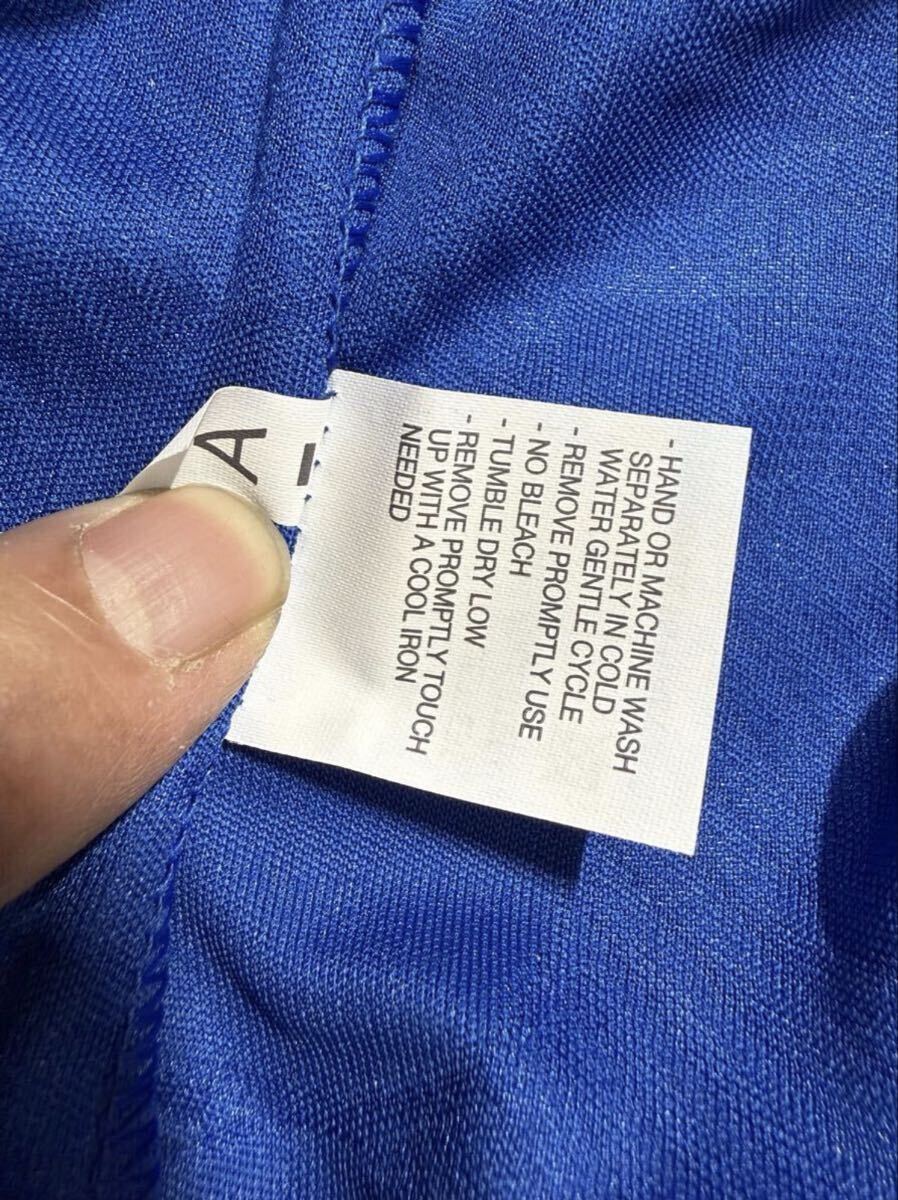 - HAND OR MACHINE WASH
SEPARATELY IN COLD
WATER GENTLE CYCLE
- REMOVE PROMPTLY USE
- NO BLEACH
- TUMBLE DRY LOW
- REMOVE PROMPTLY TOUCH
UP WITH A COOL IRON
NEEDED
A